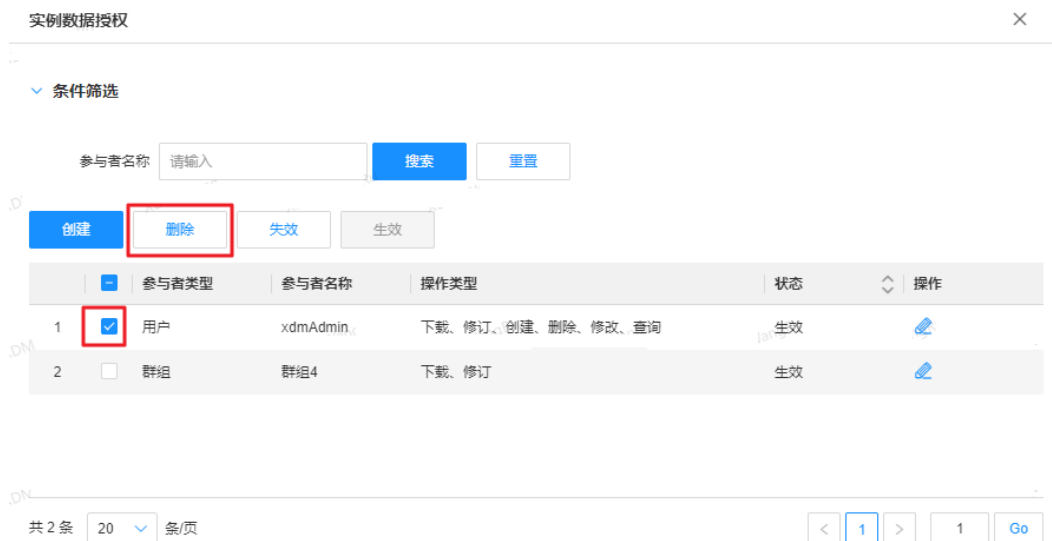 实例数据授权
条件筛选
参与者名称 请输入 搜索 重置
创建 删除 失效 生效
参与者类型 参与者名称 操作类型 状态 操作
1 用户 xdmAdmin 下载、修订、创建、删除、修改、查询 生效
2 群组 群组4 下载、修订 生效
共 2 条 20 条/页 < 1 > 1 Go